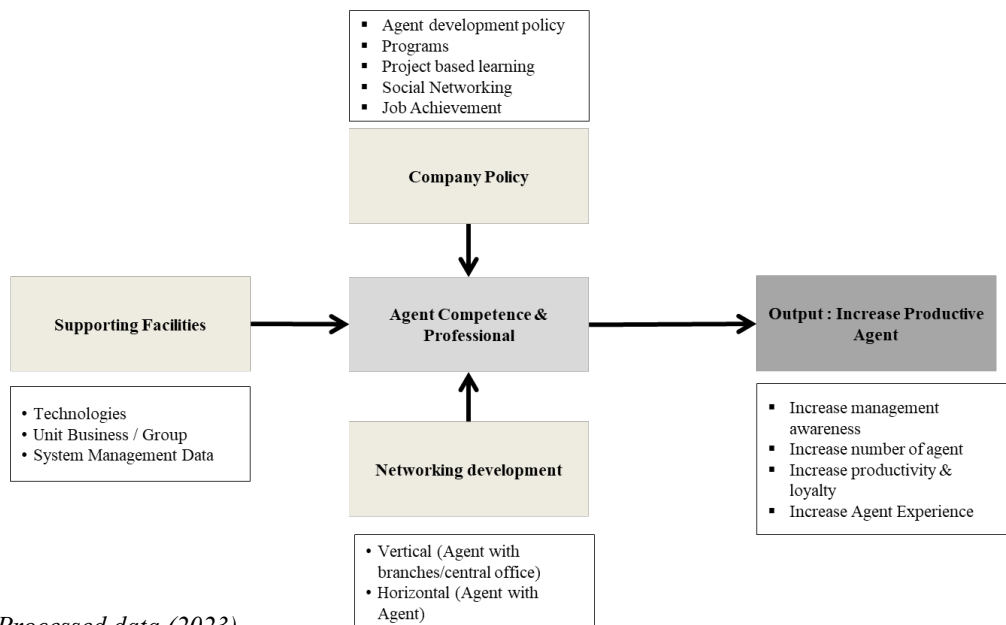 ▪ Agent development policy
▪ Programs
▪ Project based learning
▪ Social Networking
▪ Job Achievement
Company Policy
Supporting Facilities
Agent Competence &
Professional
Output : Increase Productive
Agent
• Technologies
• Unit Business / Group
• System Management Data
Networking development
▪ Increase management
awareness
▪ Increase number of agent
▪ Increase productivity &
loyalty
▪ Increase Agent Experience
• Vertical (Agent with
branches/central office)
• Horizontal (Agent with
Agent)
Processed data (2023)